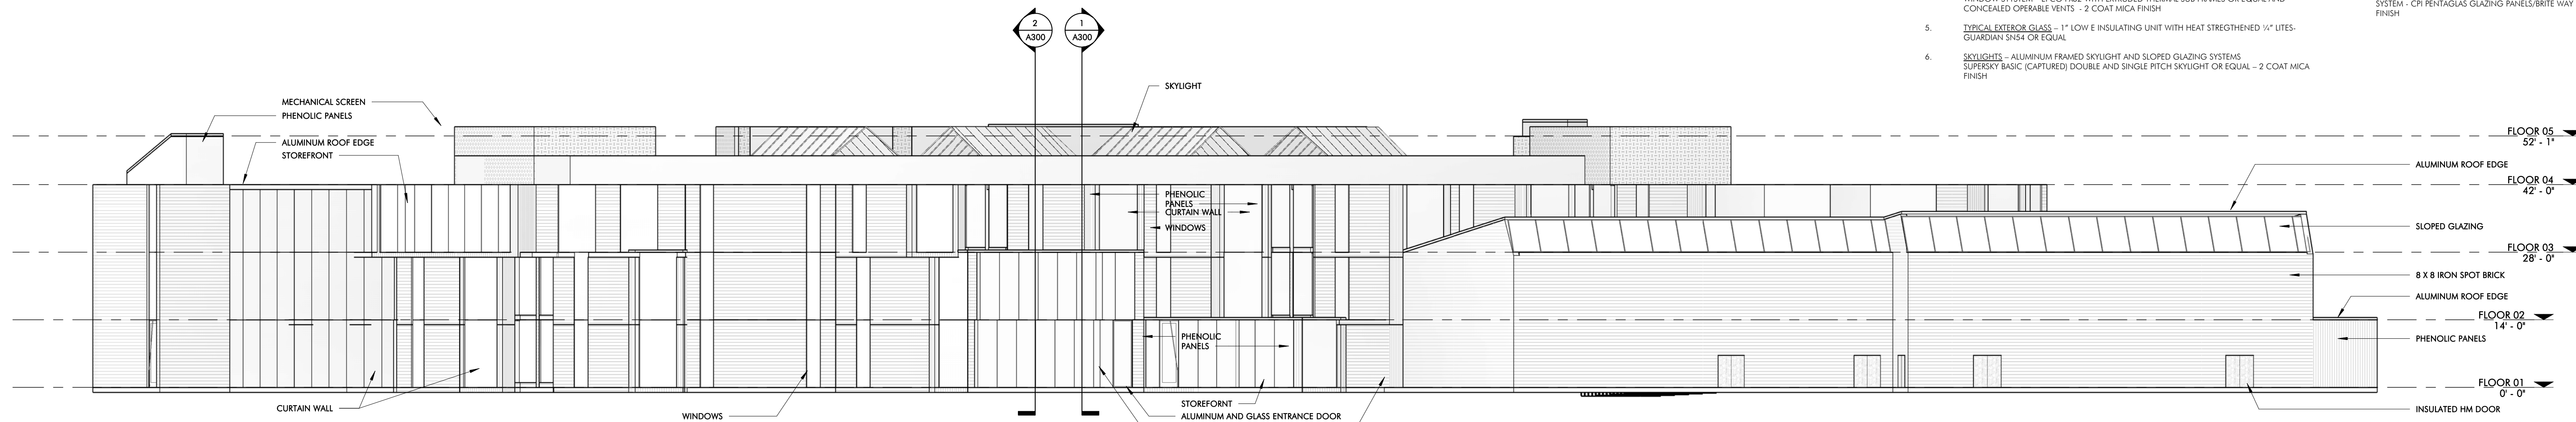 CONCEALED OPERABLE VENTS - 2 COAT MICA FINISH
5. TYPICAL EXTEROR GLASS – 1" LOW E INSULATING UNIT WITH HEAT STREGTHENED ¼" LITES-
GUARDIAN SN54 OR EQUAL
6. SKYLIGHTS – ALUMINUM FRAMED SKYLIGHT AND SLOPED GLAZING SYSTEMS
SUPERSKY BASIC (CAPTURED) DOUBLE AND SINGLE PITCH SKYLIGHT OR EQUAL – 2 COAT MICA
FINISH
SYSTEM - CPI PENTAGLAS GLAZING PANELS/BRITE WAY
FINISH
2
A300
1
A300
SKYLIGHT
MECHANICAL SCREEN
PHENOLIC PANELS
ALUMINUM ROOF EDGE
STOREFRONT
FLOOR 05
52' - 1"
ALUMINUM ROOF EDGE
FLOOR 04
42' - 0"
PHENOLIC
PANELS
CURTAIN WALL
WINDOWS
SLOPED GLAZING
FLOOR 03
28' - 0"
8 X 8 IRON SPOT BRICK
ALUMINUM ROOF EDGE
FLOOR 02
14' - 0"
PHENOLIC
PANELS
PHENOLIC PANELS
FLOOR 01
0' - 0"
CURTAIN WALL
WINDOWS
STOREFORNT
ALUMINUM AND GLASS ENTRANCE DOOR
INSULATED HM DOOR